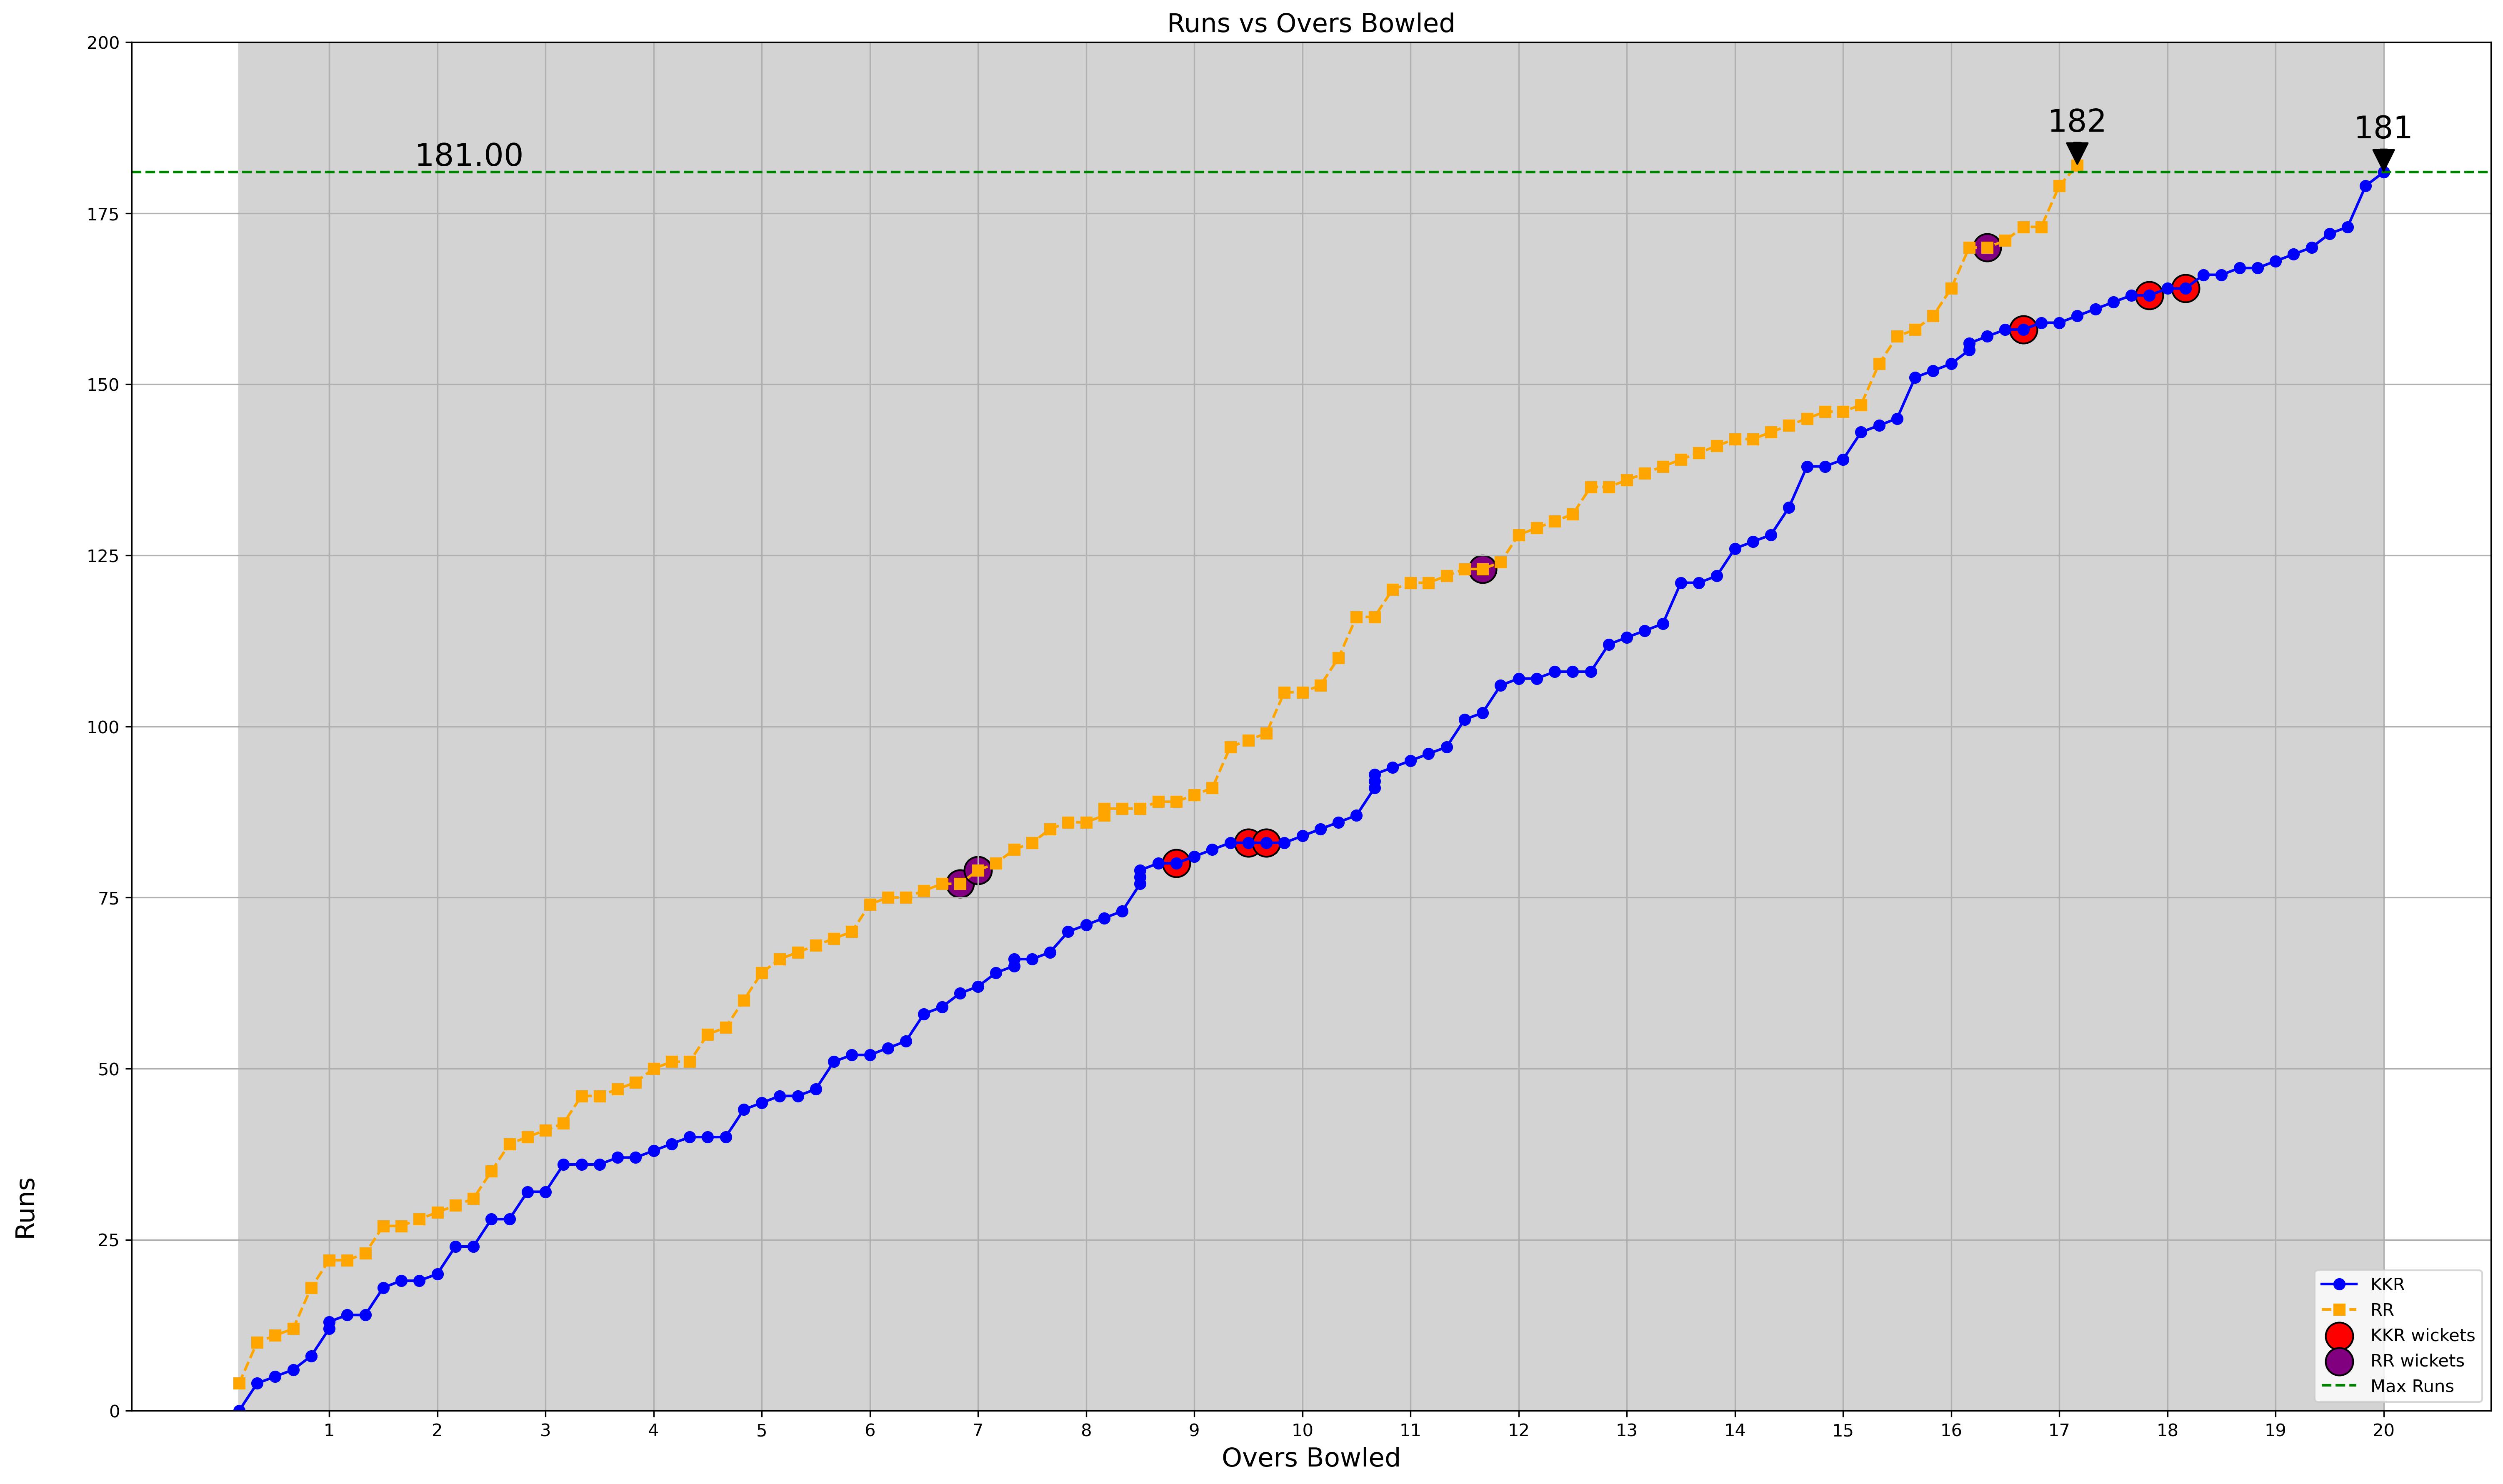 Runs vs Overs Bowled
200
175
150
125
100
75
50
25
0
Runs
181.00
182
181
KKR
RR
KKR wickets
RR wickets
Max Runs
1 2 3 4 5 6 7 8 9 10 11 12 13 14 15 16 17 18 19 20
Overs Bowled